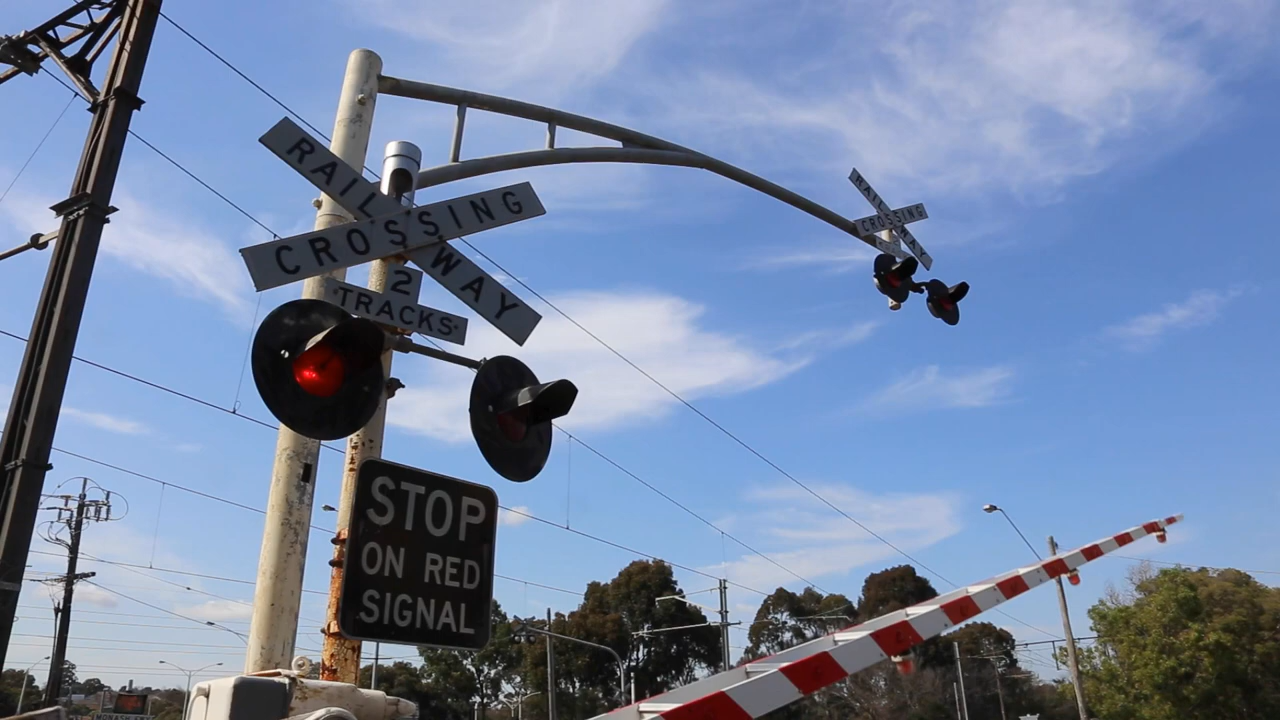 RAILWAY
CROSSING
2
TRACKS
STOP
ON RED
SIGNAL
RAILWAY
CROSSING